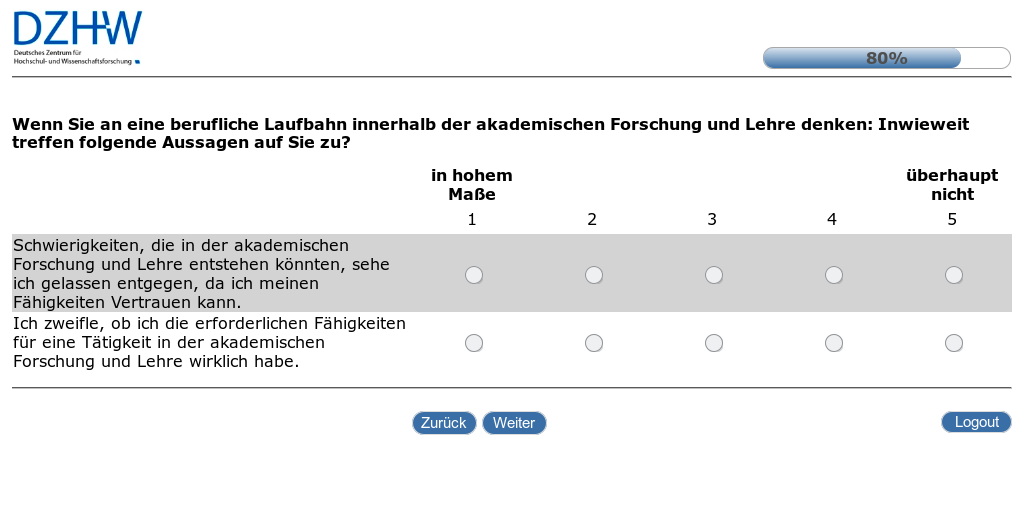 DZHW
Deutsches Zentrum für
Hochschul- und Wissenschaftsforschung
80%
Wenn Sie an eine berufliche Laufbahn innerhalb der akademischen Forschung und Lehre denken: Inwieweit
treffen folgende Aussagen auf Sie zu?
in hohem
Maße
überhaupt
nicht
1 2 3 4 5
Schwierigkeiten, die in der akademischen
Forschung und Lehre entstehen könnten, sehe
ich gelassen entgegen, da ich meinen
Fähigkeiten Vertrauen kann.
Ich zweifle, ob ich die erforderlichen Fähigkeiten
für eine Tätigkeit in der akademischen
Forschung und Lehre wirklich habe.
Zurück Weiter Logout